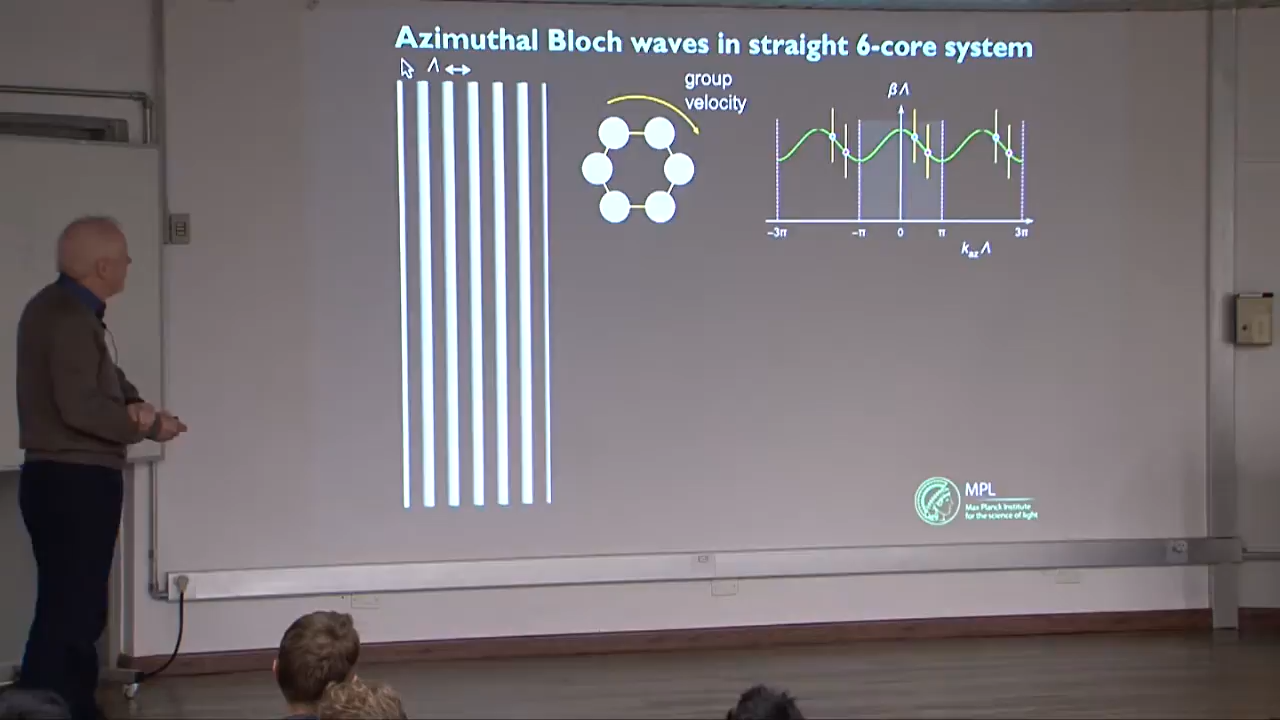 Azimuthal Bloch waves in straight 6-core system
Λ
group
velocity
βΛ
−3π
−π
0
π
3π
k_az Λ
MPL
Max Planck Institute
for the science of light